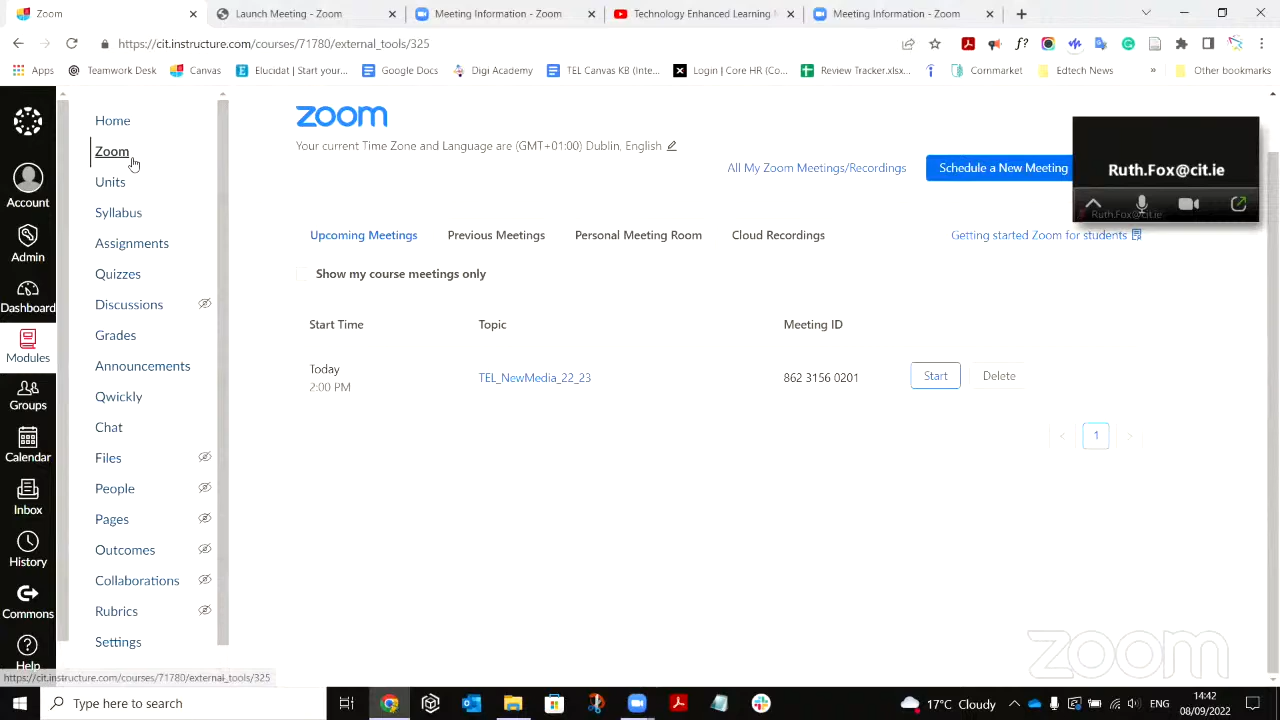 Launch Meeting - Zoom
Meeting Information - Zoom
Technology Enhanced Learning
Meeting Information - Zoom
https://cit.instructure.com/courses/71780/external_tools/325
Apps
Teamwork Desk
Canvas
Elucidat | Start your...
Google Docs
Digi Academy
TEL Canvas KB (Inte...
Login | Core HR (Co...
Review Tracker.xlsx...
Commarket
Edtech News
»
Other bookmarks
Account
Admin
Dashboard
Modules
Groups
Calendar
Inbox
History
Commons
Help
Home
Zoom
Units
Syllabus
Assignments
Quizzes
Discussions
Grades
Announcements
Qwickly
Chat
Files
People
Pages
Outcomes
Collaborations
Rubrics
Settings
zoom
Your current Time Zone and Language are (GMT+01:00) Dublin, English
All My Zoom Meetings/Recordings
Schedule a New Meeting
Ruth.Fox@cit.ie
Ruth.Fox@cit.ie
Upcoming Meetings
Previous Meetings
Personal Meeting Room
Cloud Recordings
Getting started Zoom for students
Show my course meetings only
Start Time
Topic
Meeting ID
Today
2:00 PM
TEL_NewMedia_22_23
862 3156 0201
Start
Delete
< 1 >
zoom
https://cit.instructure.com/courses/71780/external_tools/325
Type here to search
17°C Cloudy
ENG
14:42
08/09/2022